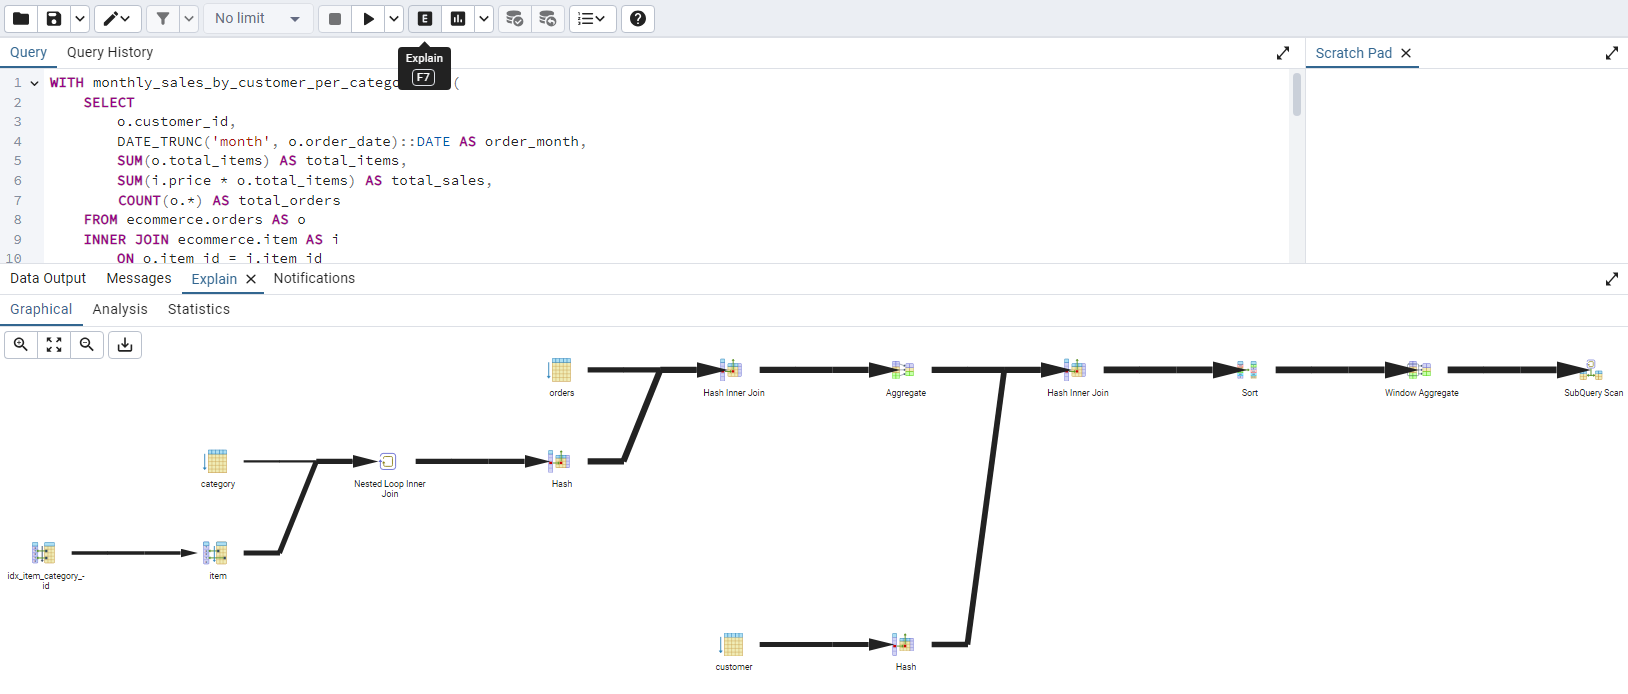 No limit
E
Query
Query History
Explain
F7
Scratch Pad
1 WITH monthly_sales_by_customer_per_catego (
2 SELECT
3 o.customer_id,
4 DATE_TRUNC('month', o.order_date)::DATE AS order_month,
5 SUM(o.total_items) AS total_items,
6 SUM(i.price * o.total_items) AS total_sales,
7 COUNT(o.*) AS total_orders
8 FROM ecommerce.orders AS o
9 INNER JOIN ecommerce.item AS i
10 ON o.item_id = i.item_id
Data Output
Messages
Explain
Notifications
Graphical
Analysis
Statistics
orders
Hash Inner Join
Aggregate
Hash Inner Join
Sort
Window Aggregate
SubQuery Scan
category
Nested Loop Inner
Join
Hash
idx_item_category_-
id
item
customer
Hash